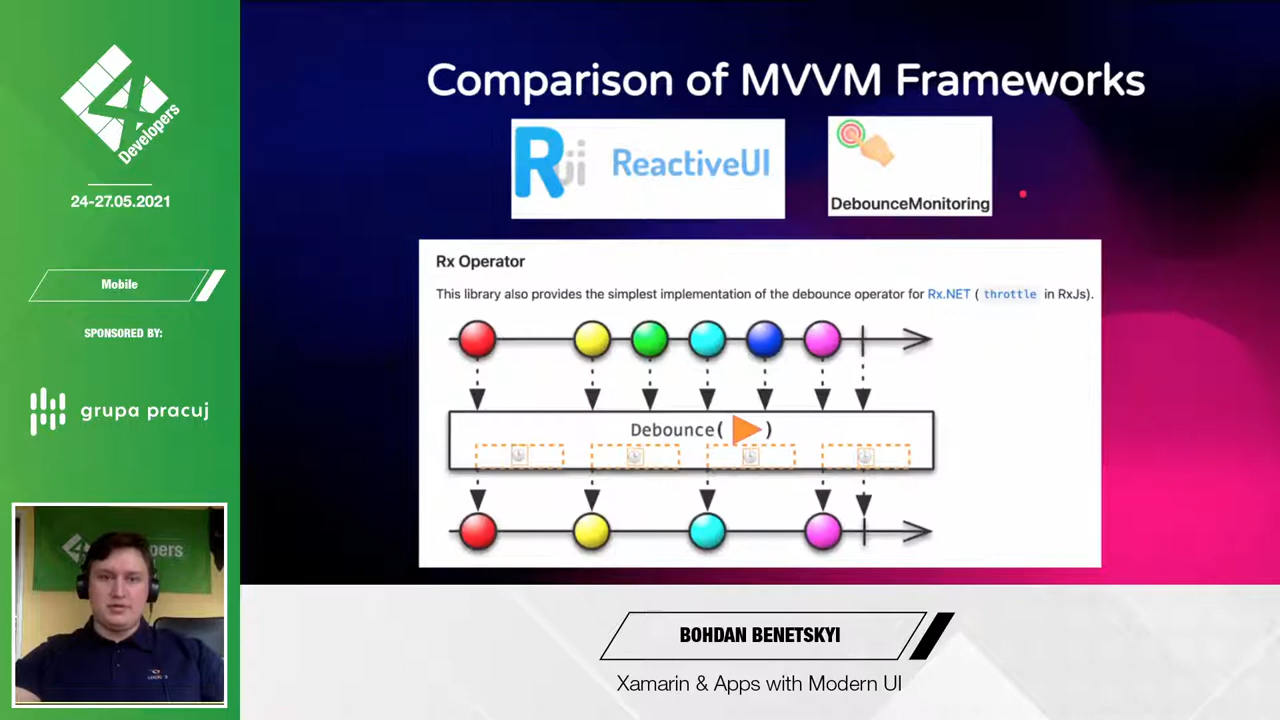 4
Developers
24-27.05.2021
Mobile
SPONSORED BY:
grupa pracuj
Comparison of MVVM Frameworks
Rui ReactiveUI
DebounceMonitoring
Rx Operator
This library also provides the simplest implementation of the debounce operator for Rx.NET ( throttle in RxJs).
Debounce( )
BOHDAN BENETSKYI
Xamarin & Apps with Modern UI